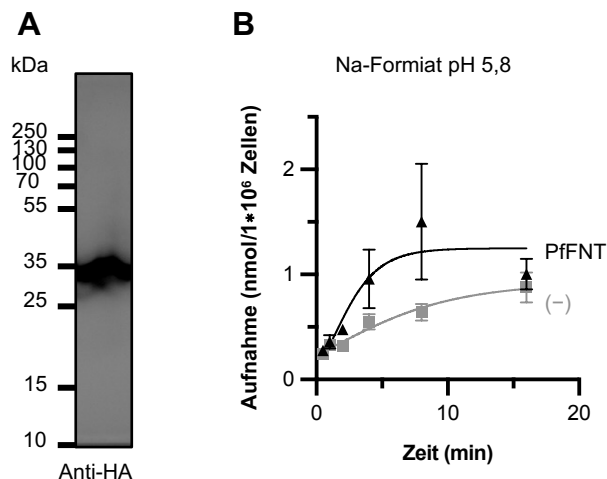 A
kDa
250
130
100
70
55
35
25
15
10
Anti-HA
B
Na-Formiat pH 5,8
Aufnahme (nmol/1*10⁶ Zellen)
2
1
0
0
10
20
Zeit (min)
PfFNT
(−)